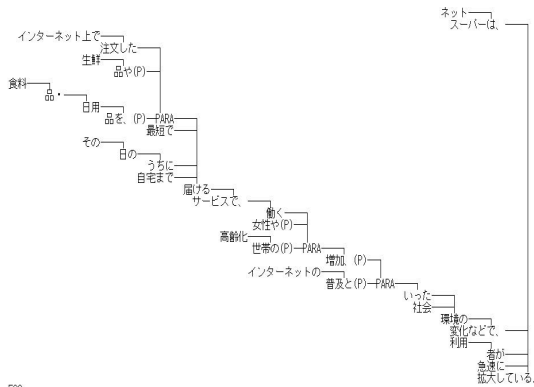 ネット
スーパーは、
インターネット上で
注文した
生鮮
品や(P)
食料
品・
日用
品を、(P) PARA
最短で
その
日の
うちに
自宅まで
届ける
サービスで、
働く
女性や(P)
高齢化
世帯の(P) PARA
増加、(P)
インターネットの
普及と(P) PARA
いった
社会
環境の
変化などで、
利用
者が
急速に
拡大している。
EOS